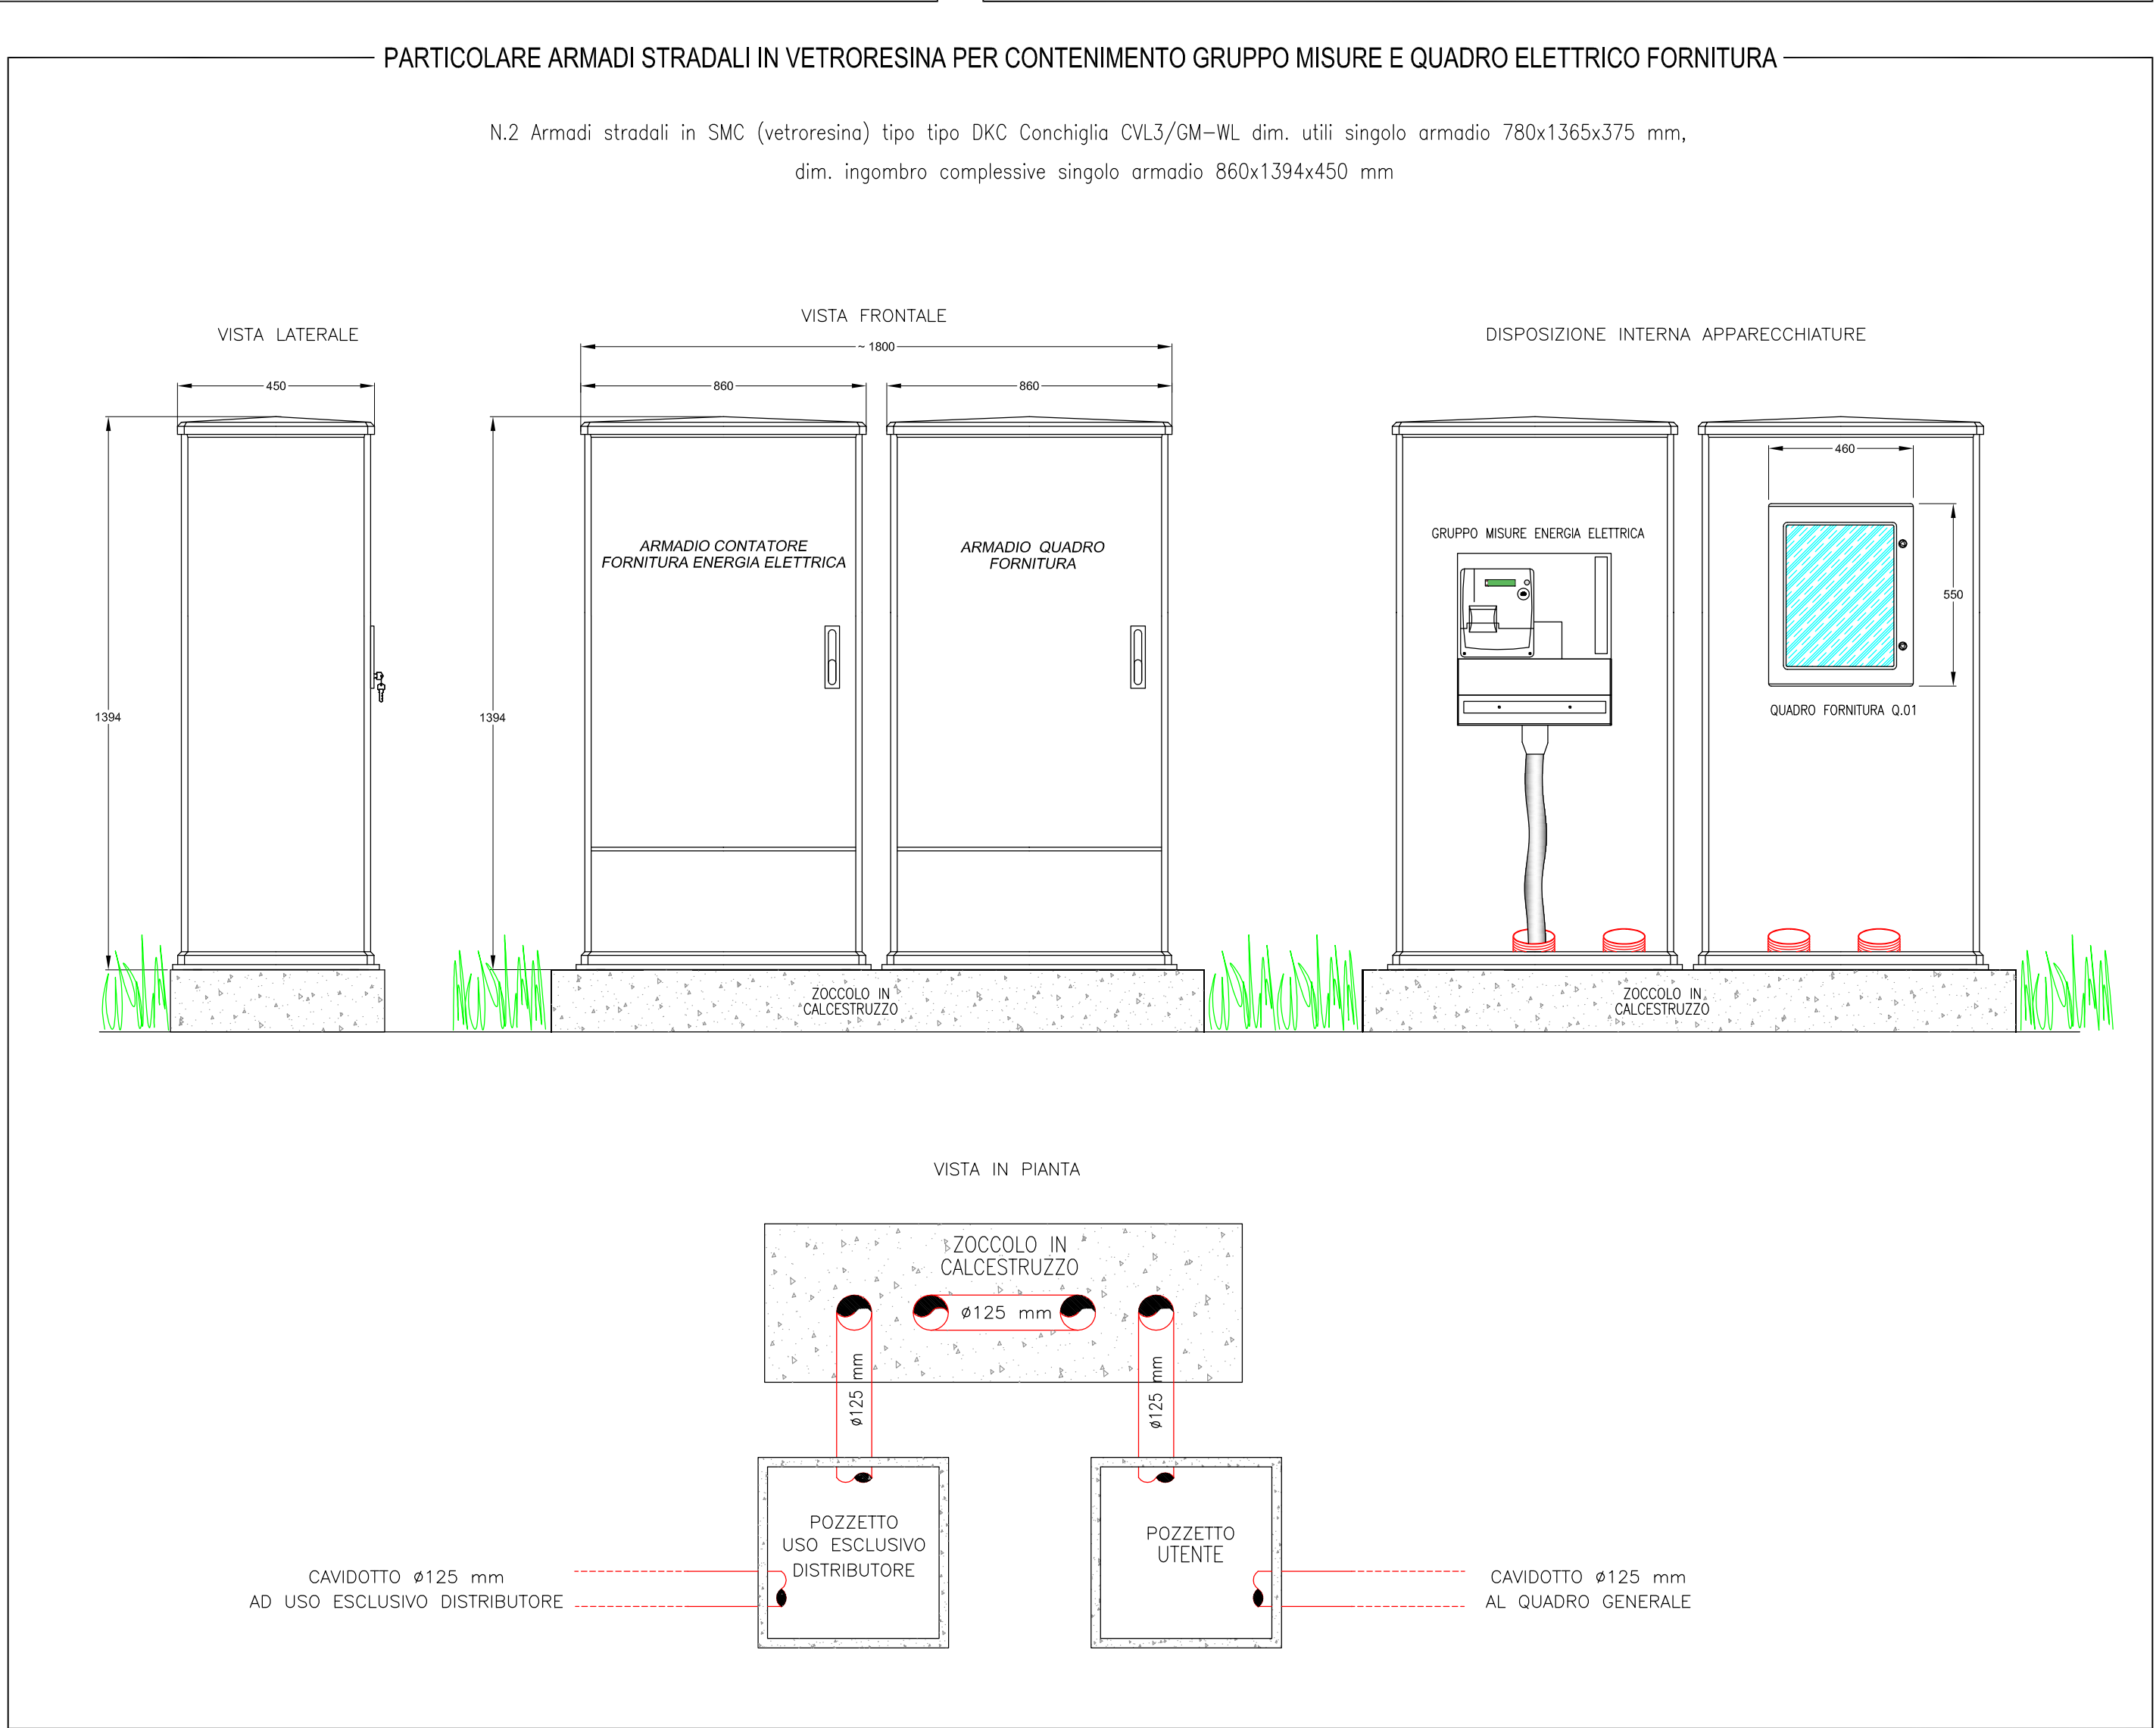 PARTICOLARE ARMADI STRADALI IN VETRORESINA PER CONTENIMENTO GRUPPO MISURE E QUADRO ELETTRICO FORNITURA
N.2 Armadi stradali in SMC (vetroresina) tipo tipo DKC Conchiglia CVL3/GM-WL dim. utili singolo armadio 780x1365x375 mm,
dim. ingombro complessive singolo armadio 860x1394x450 mm
VISTA LATERALE
450
1394
VISTA FRONTALE
~ 1800
860
860
1394
ARMADIO CONTATORE
FORNITURA ENERGIA ELETTRICA
ARMADIO QUADRO
FORNITURA
ZOCCOLO IN
CALCESTRUZZO
DISPOSIZIONE INTERNA APPARECCHIATURE
460
GRUPPO MISURE ENERGIA ELETTRICA
550
QUADRO FORNITURA Q.01
ZOCCOLO IN
CALCESTRUZZO
VISTA IN PIANTA
ZOCCOLO IN
CALCESTRUZZO
ø125 mm
ø125 mm
ø125 mm
POZZETTO
USO ESCLUSIVO
DISTRIBUTORE
POZZETTO
UTENTE
CAVIDOTTO ø125 mm
AD USO ESCLUSIVO DISTRIBUTORE
CAVIDOTTO ø125 mm
AL QUADRO GENERALE